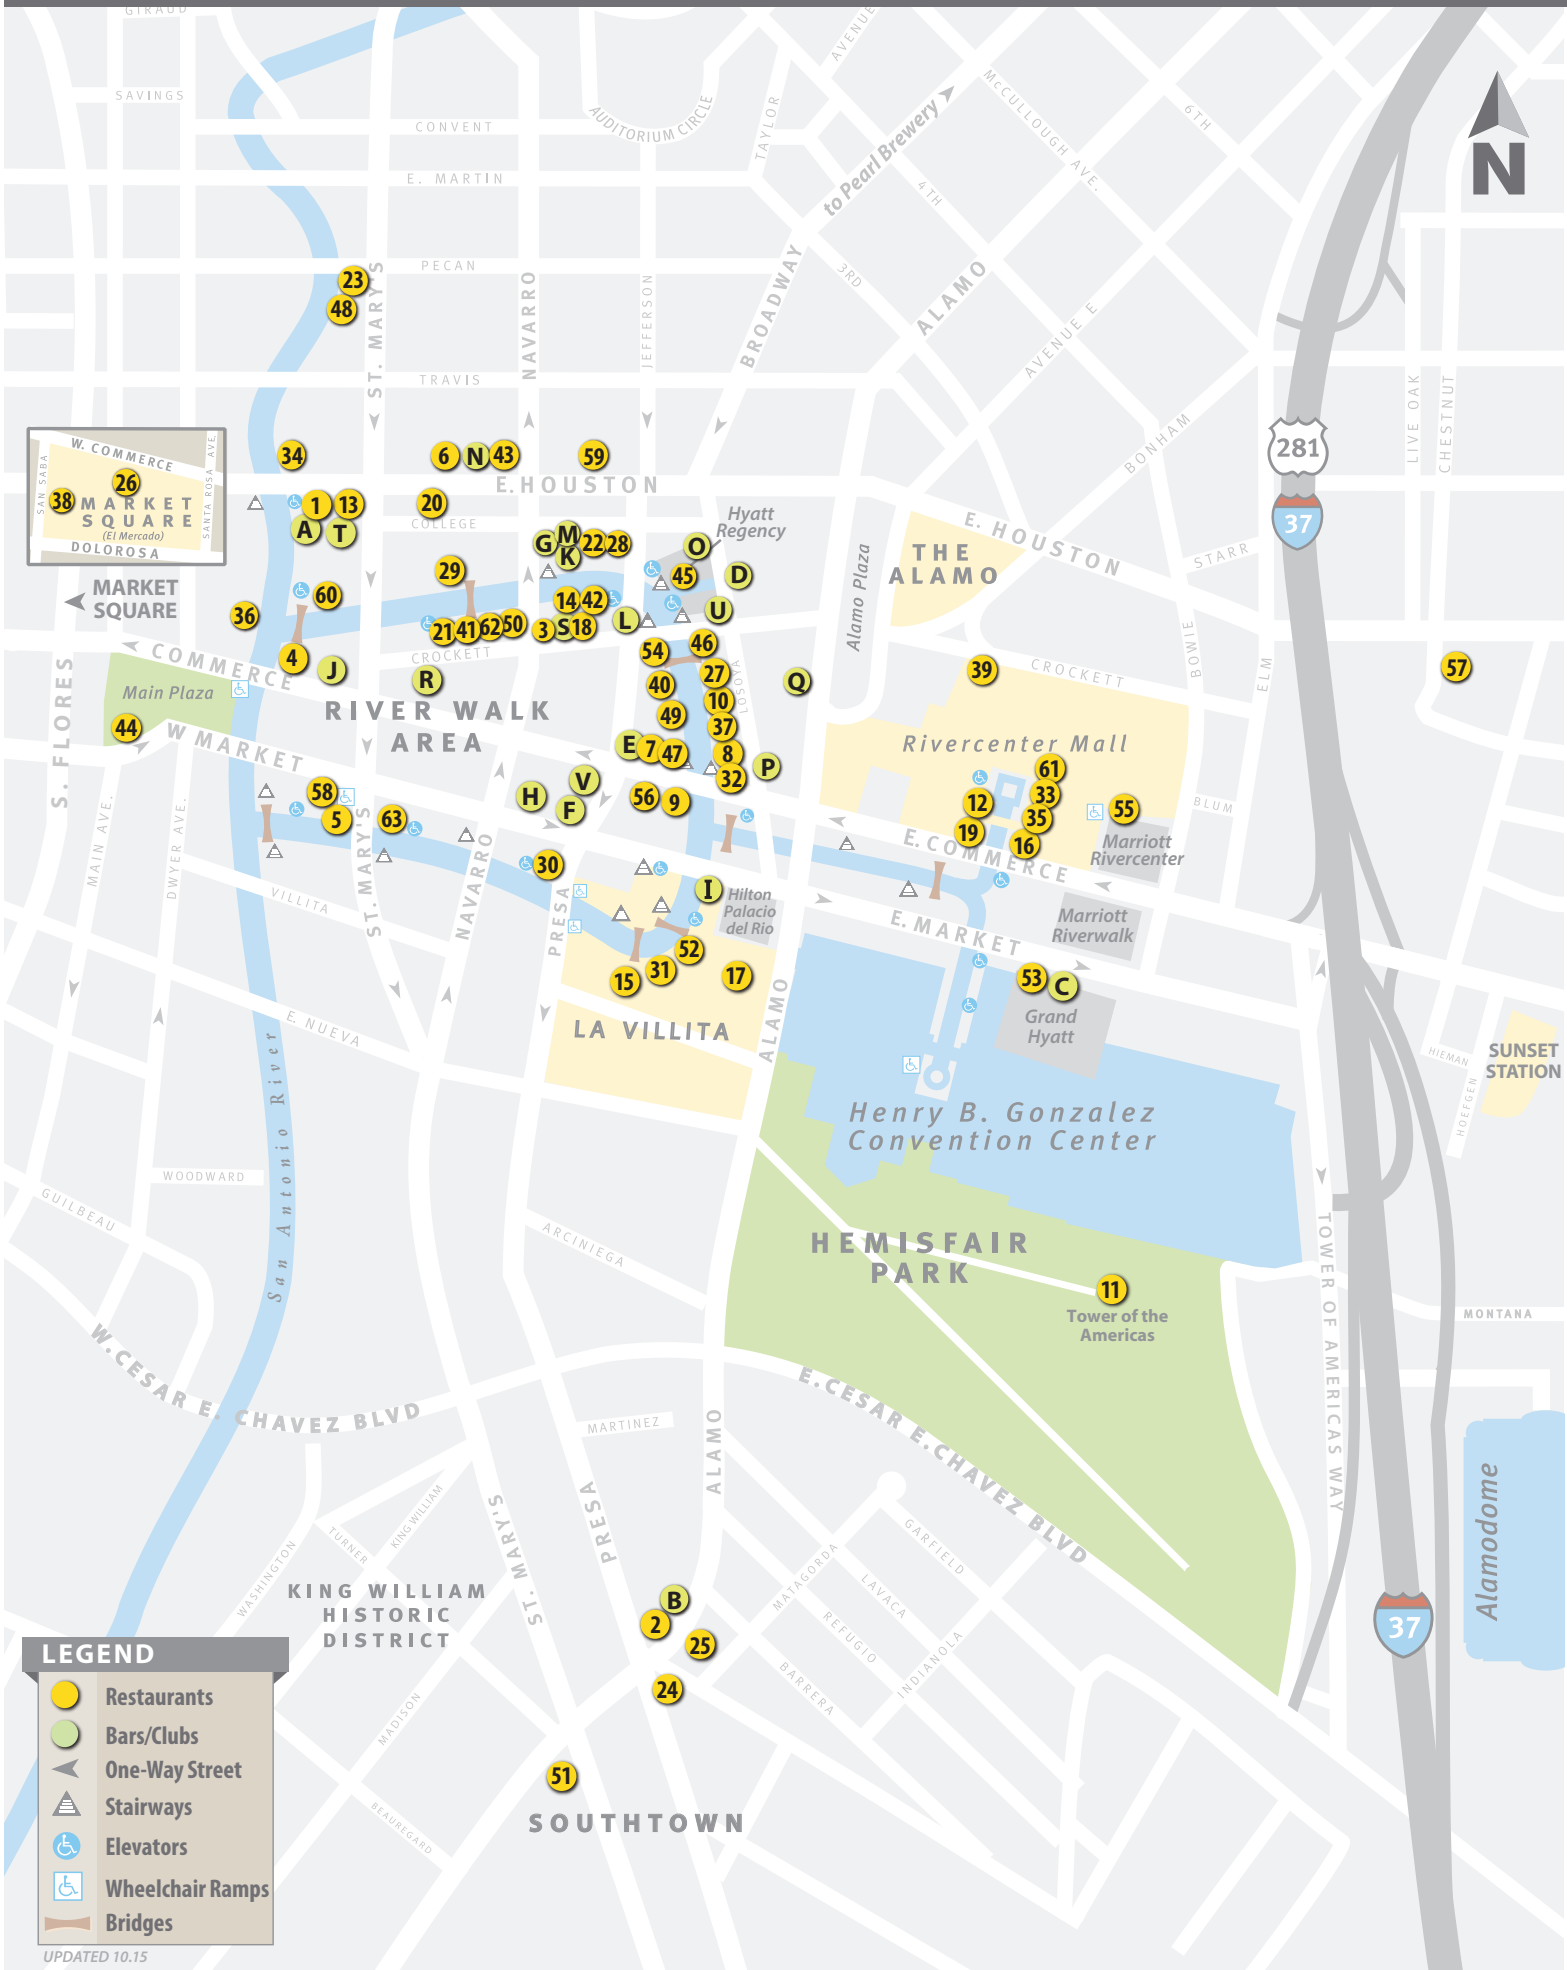 GIRAUD
SAVINGS
CONVENT
AUDITORIUM CIRCLE
TAYLOR
AVENUE
McCULLOUGH AVE.
6TH
to Pearl Brewery
N
E. MARTIN
4TH
PECAN
3RD
23
48
ST. MARY'S
NAVARRO
JEFFERSON
BROADWAY
ALAMO
AVENUE E
TRAVIS
BONHAM
LIVE OAK
CHESTNUT
281
37
W. COMMERCE
SAN SABA
SANTA ROSA AVE.
26
38
MARKET
SQUARE
(El Mercado)
DOLOROSA
MARKET
SQUARE
34
6
N
43
59
E. HOUSTON
1
13
20
A
T
COLLEGE
G
M
K
22
28
Hyatt
Regency
O
45
D
U
Alamo Plaza
THE
ALAMO
E. HOUSTON
STARR
29
60
36
14
42
21
41
62
50
3
S
18
L
CROCKETT
4
J
R
COMMERCE
Main Plaza
44
W MARKET
S. FLORES
RIVER WALK
AREA
54
46
27
40
10
49
37
E
7
47
8
32
P
LOSOYA
Q
39
CROCKETT
BOWIE
ELM
57
Rivercenter Mall
61
33
12
35
19
16
55
BLUM
Marriott
Rivercenter
E. COMMERCE
58
5
63
H
V
F
56
9
30
MAIN AVE.
DWYER AVE.
VILLITA
ST. MARY'S
NAVARRO
PRESA
I
Hilton
Palacio
del Rio
52
31
15
17
LA VILLITA
ALAMO
E. MARKET
Marriott
Riverwalk
53
C
Grand
Hyatt
E. NUEVA
San Antonio River
HIEMAN
HOEFGEN
SUNSET
STATION
Henry B. Gonzalez
Convention Center
WOODWARD
GUILBEAU
ARCINIEGA
HEMISFAIR
PARK
11
Tower of the
Americas
TOWER OF AMERICAS WAY
MONTANA
W. CESAR E. CHAVEZ BLVD
E. CESAR E. CHAVEZ BLVD
MARTINEZ
ALAMO
PRESA
ST. MARY'S
KING WILLIAM
TURNER
WASHINGTON
GARFIELD
MATAGORDA
LAVACA
REFUGIO
INDIANOLA
BARRERA
Alamodome
37
KING WILLIAM
HISTORIC
DISTRICT
B
2
25
24
51
MADISON
BEAUREGARD
SOUTHTOWN
LEGEND
Restaurants
Bars/Clubs
One-Way Street
Stairways
Elevators
Wheelchair Ramps
Bridges
UPDATED 10.15